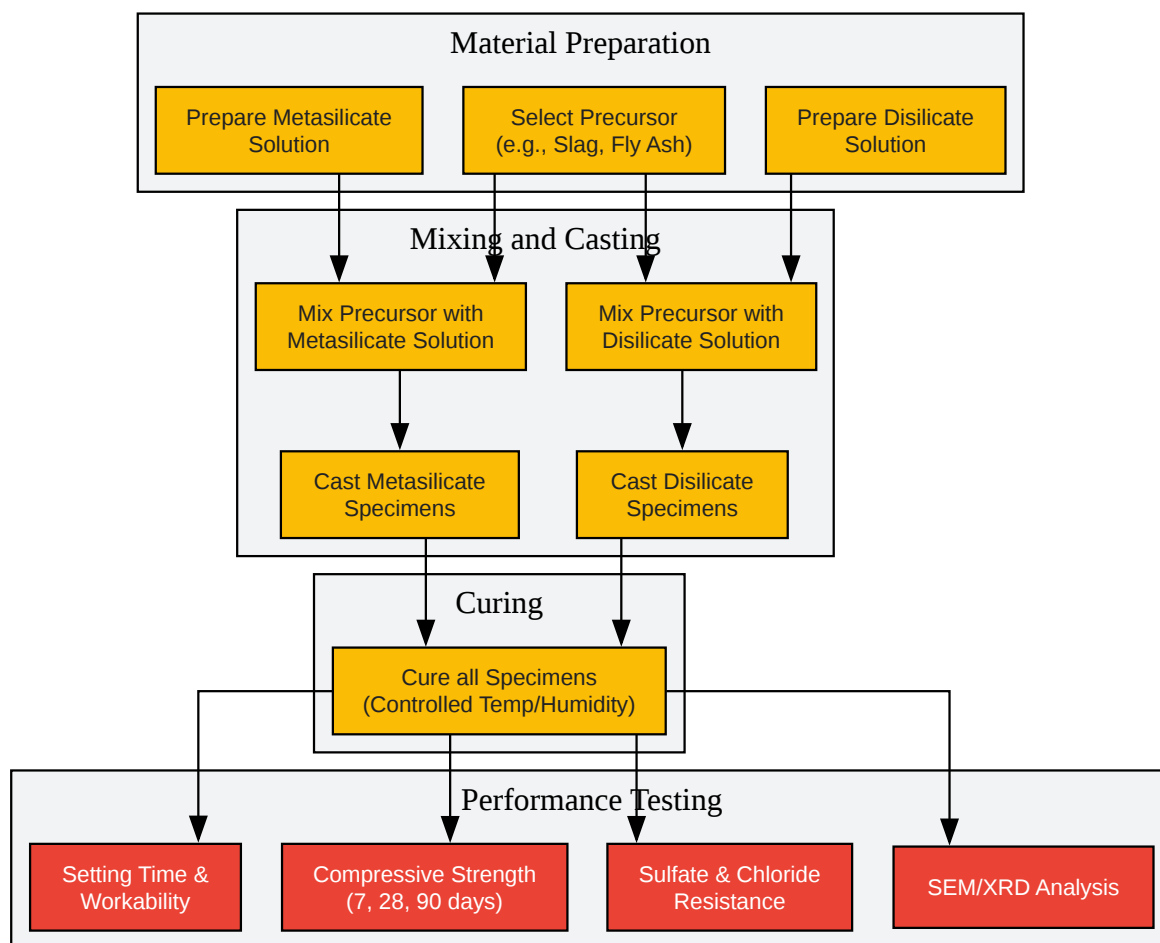 Material Preparation
Prepare Metasilicate
Solution
Select Precursor
(e.g., Slag, Fly Ash)
Prepare Disilicate
Solution
Mixing and Casting
Mix Precursor with
Metasilicate Solution
Mix Precursor with
Disilicate Solution
Cast Metasilicate
Specimens
Cast Disilicate
Specimens
Curing
Cure all Specimens
(Controlled Temp/Humidity)
Performance Testing
Setting Time &
Workability
Compressive Strength
(7, 28, 90 days)
Sulfate & Chloride
Resistance
SEM/XRD Analysis